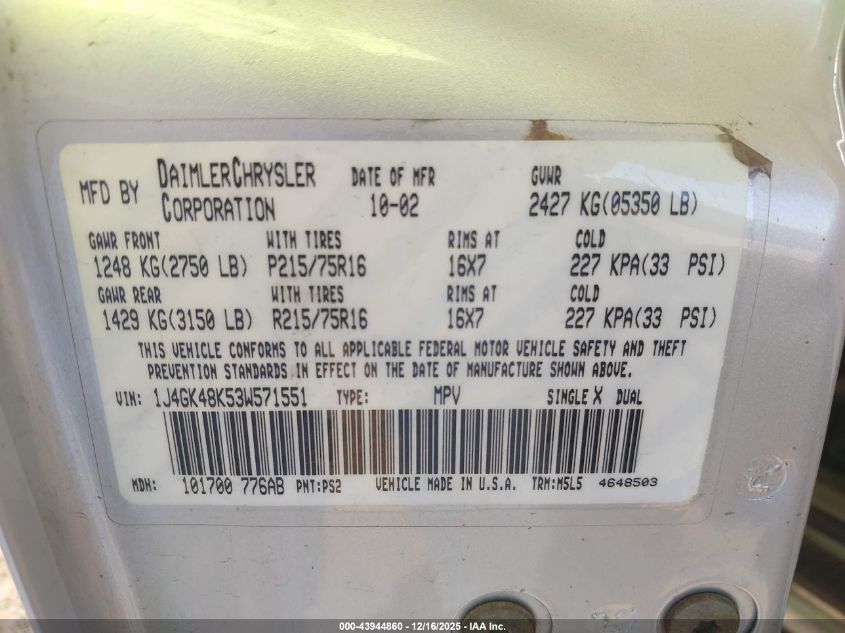 MFD BY DAIMLERCHRYSLER CORPORATION DATE OF MFR 10-02 GVWR 2427 KG(05350 LB)
GAWR FRONT WITH TIRES RIMS AT COLD
1248 KG(2750 LB) P215/75R16 16X7 227 KPA(33 PSI)
GAWR REAR WITH TIRES RIMS AT COLD
1429 KG(3150 LB) R215/75R16 16X7 227 KPA(33 PSI)
THIS VEHICLE CONFORMS TO ALL APPLICABLE FEDERAL MOTOR VEHICLE SAFETY AND THEFT
PREVENTION STANDARDS IN EFFECT ON THE DATE OF MANUFACTURE SHOWN ABOVE.
VIN: 1J4GK48K53W571551 TYPE: MPV SINGLE X DUAL
MDH: 101700 776AB PNT:PS2 VEHICLE MADE IN U.S.A. TRM:M5L5 4648503
000-43944860 - 12/16/2025 - IAA Inc.